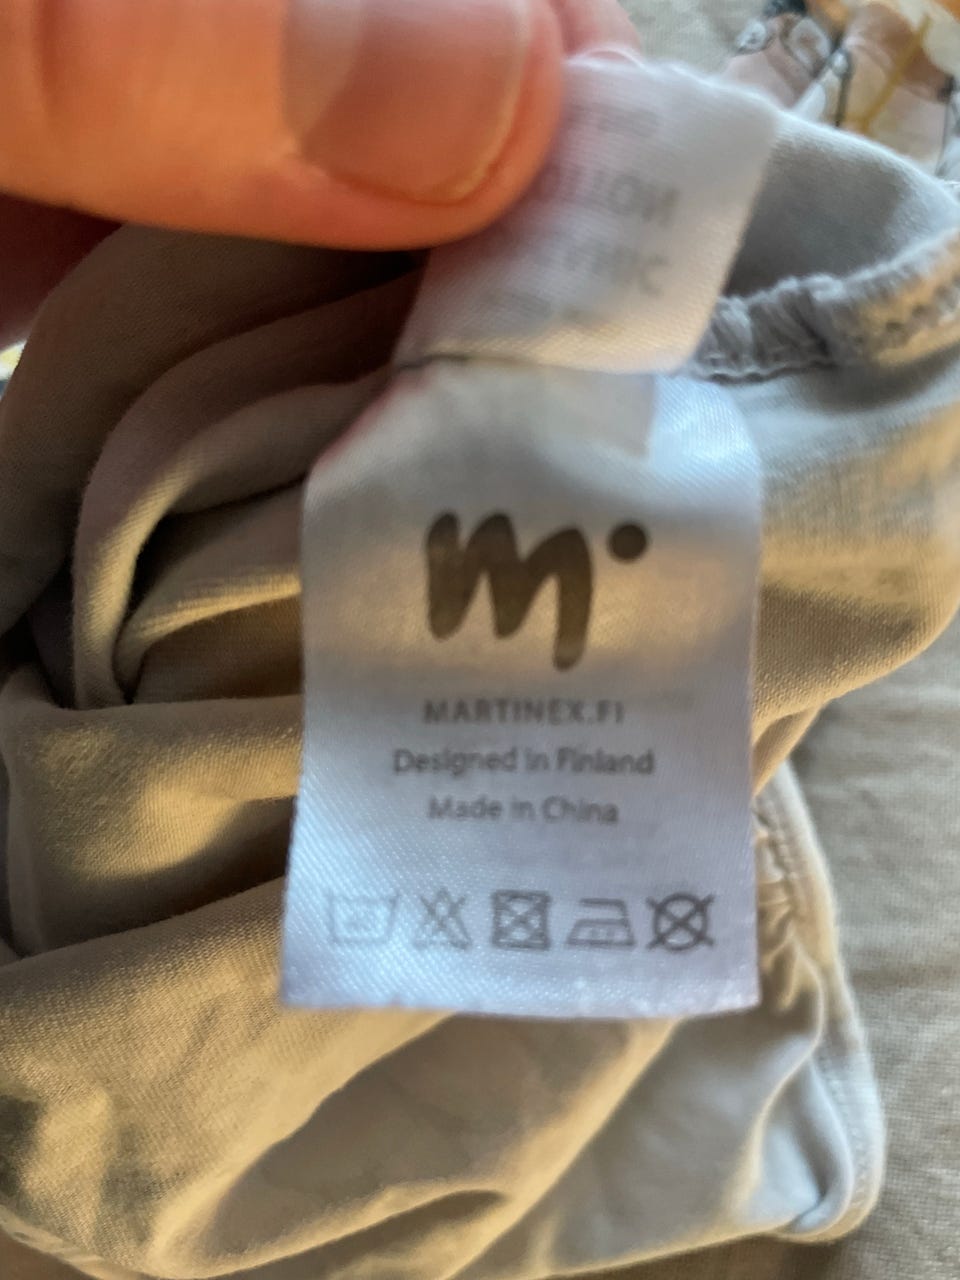 m
MARTINEX.FI
Designed in Finland
Made in China